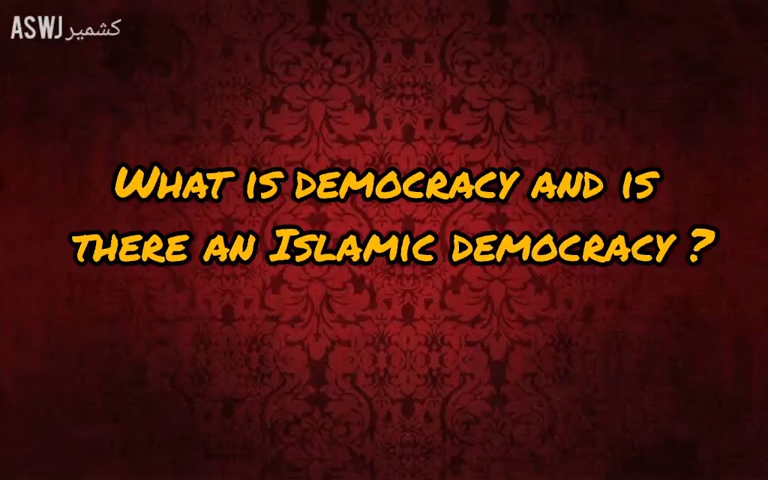 ASWJ کشمیر
What is democracy and is
there an Islamic democracy ?